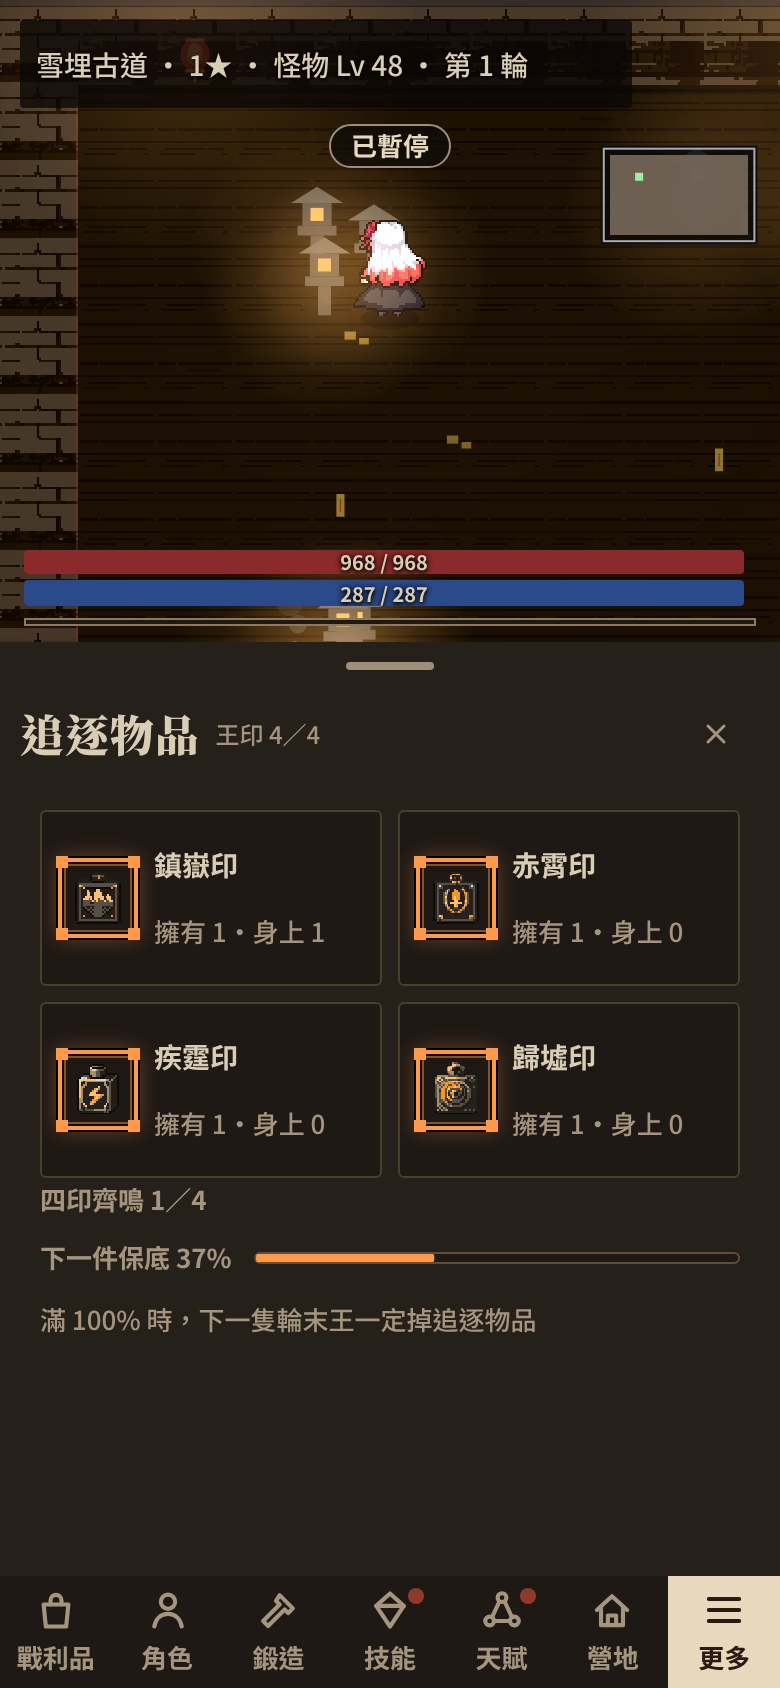 雪埋古道 • 1★ • 怪物 Lv 48 • 第 1 輪
已暫停
968 / 968
287 / 287
追逐物品 王印 4／4
鎮嶽印
擁有 1・身上 1
赤霄印
擁有 1・身上 0
疾霆印
擁有 1・身上 0
歸墟印
擁有 1・身上 0
四印齊鳴 1／4
下一件保底 37%
滿 100% 時，下一隻輪末王一定掉追逐物品
戰利品 角色 鍛造 技能 天賦 營地 更多